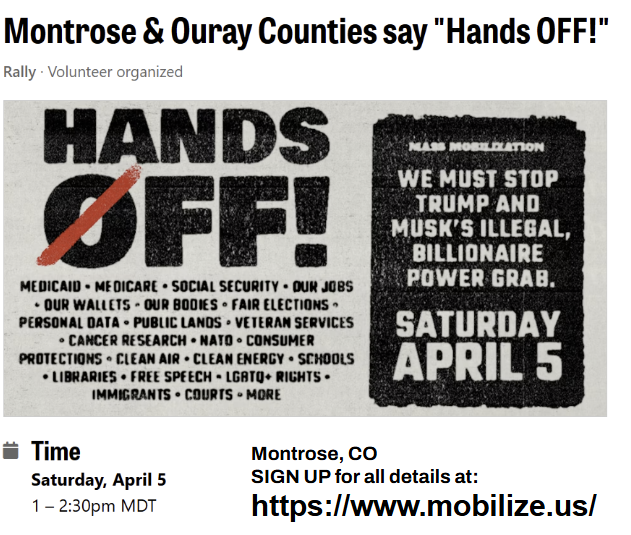 Montrose & Ouray Counties say "Hands OFF!"
Rally · Volunteer organized
HANDS
OFF!
MEDICAID • MEDICARE • SOCIAL SECURITY • OUR JOBS
• OUR WALLETS • OUR BODIES • FAIR ELECTIONS •
PERSONAL DATA • PUBLIC LANDS • VETERAN SERVICES
• CANCER RESEARCH • NATO • CONSUMER
PROTECTIONS • CLEAN AIR • CLEAN ENERGY • SCHOOLS
• LIBRARIES • FREE SPEECH • LGBTQ+ RIGHTS •
IMMIGRANTS • COURTS • MORE
MASS MOBILIZATION
WE MUST STOP
TRUMP AND
MUSK'S ILLEGAL,
BILLIONAIRE
POWER GRAB.
SATURDAY
APRIL 5
Time
Saturday, April 5
1 – 2:30pm MDT
Montrose, CO
SIGN UP for all details at:
https://www.mobilize.us/